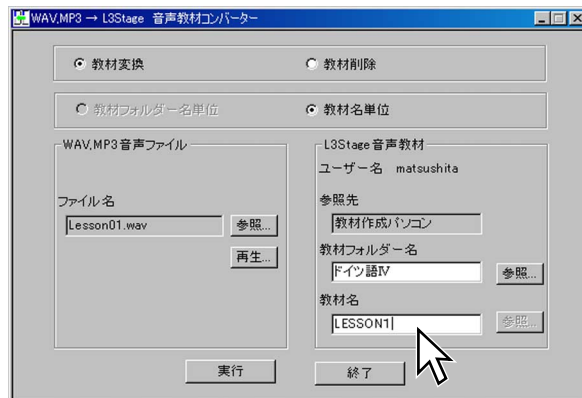 WAV,MP3 → L3Stage 音声教材コンバーター
教材変換
教材削除
教材フォルダー名単位
教材名単位
WAV,MP3音声ファイル
ファイル名
Lesson01.wav
参照...
再生...
L3Stage音声教材
ユーザー名 matsushita
参照先
教材作成パソコン
教材フォルダー名
ドイツ語Ⅳ
参照...
教材名
LESSON1
参照...
実行
終了